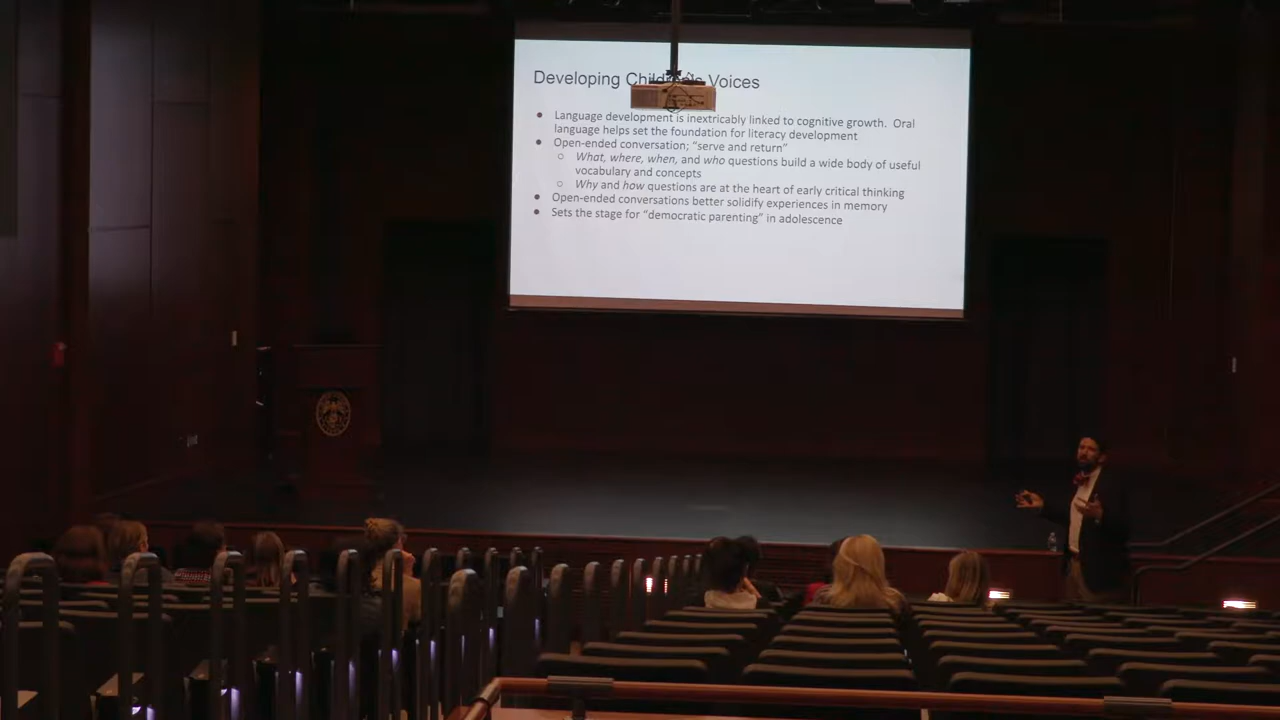 Developing Children's Voices
● Language development is inextricably linked to cognitive growth. Oral
language helps set the foundation for literacy development
● Open-ended conversation; “serve and return”
○ What, where, when, and who questions build a wide body of useful
vocabulary and concepts
○ Why and how questions are at the heart of early critical thinking
● Open-ended conversations better solidify experiences in memory
● Sets the stage for “democratic parenting” in adolescence